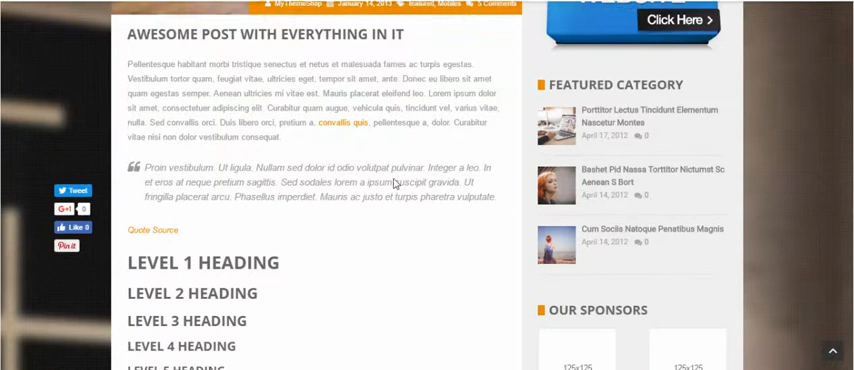 MyThemeShop January 14, 2013 featured, Mobiles 5 Comments
AWESOME POST WITH EVERYTHING IN IT
Pellentesque habitant morbi tristique senectus et netus et malesuada fames ac turpis egestas.
Vestibulum tortor quam, feugiat vitae, ultricies eget, tempor sit amet, ante. Donec eu libero sit amet
quam egestas semper. Aenean ultricies mi vitae est. Mauris placerat eleifend leo. Lorem ipsum dolor
sit amet, consectetuer adipiscing elit. Curabitur quam augue, vehicula quis, tincidunt vel, varius vitae,
nulla. Sed convallis orci. Duis libero orci, pretium a, convallis quis, pellentesque a, dolor. Curabitur
vitae nisi non dolor vestibulum consequat.
Proin vestibulum. Ut ligula. Nullam sed dolor id odio volutpat pulvinar. Integer a leo. In
et eros at neque pretium sagittis. Sed sodales lorem a ipsum suscipit gravida. Ut
fringilla placerat arcu. Phasellus imperdiet. Mauris ac justo et turpis pharetra vulputate.
Quote Source
LEVEL 1 HEADING
LEVEL 2 HEADING
LEVEL 3 HEADING
LEVEL 4 HEADING
LEVEL 5 HEADING
Tweet
G+1 0
Like 0
Pin it
WEBSITE
Click Here >
FEATURED CATEGORY
Porttitor Lectus Tincidunt Elementum
Nascetur Montes
April 17, 2012 0
Bashet Pid Nassa Torttitor Nictumst Sc
Aenean S Bort
April 14, 2012 0
Cum Sociis Natoque Penatibus Magnis
April 14, 2012 0
OUR SPONSORS
125x125 125x125